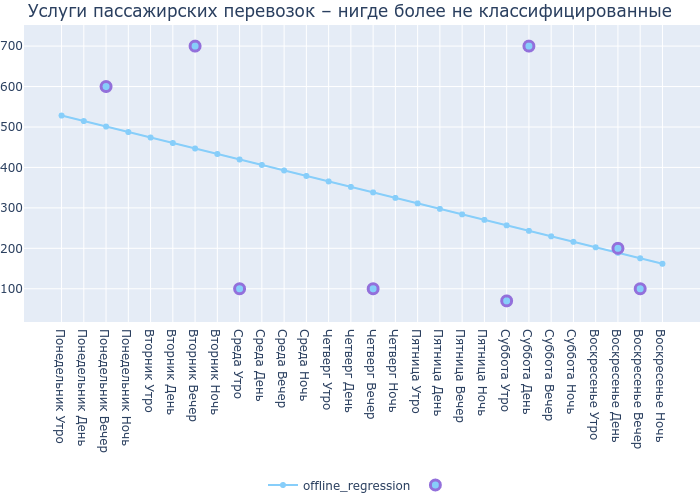 Услуги пассажирских перевозок – нигде более не классифицированные
700
600
500
400
300
200
100
Понедельник Утро
Понедельник День
Понедельник Вечер
Понедельник Ночь
Вторник Утро
Вторник День
Вторник Вечер
Вторник Ночь
Среда Утро
Среда День
Среда Вечер
Среда Ночь
Четверг Утро
Четверг День
Четверг Вечер
Четверг Ночь
Пятница Утро
Пятница День
Пятница Вечер
Пятница Ночь
Суббота Утро
Суббота День
Суббота Вечер
Суббота Ночь
Воскресенье Утро
Воскресенье День
Воскресенье Вечер
Воскресенье Ночь
offline_regression